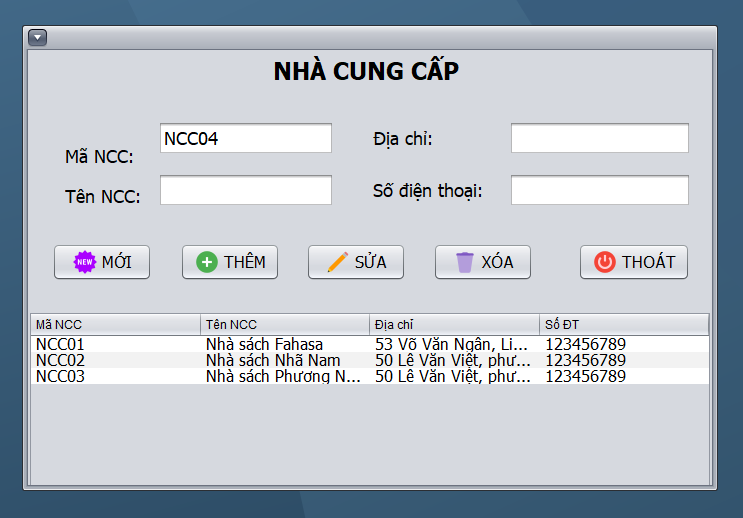 NHÀ CUNG CẤP
Mã NCC: NCC04 Địa chỉ:
Tên NCC: Số điện thoại:
NEW MỚI THÊM SỬA XÓA THOÁT
Mã NCC Tên NCC Địa chỉ Số ĐT
NCC01 Nhà sách Fahasa 53 Võ Văn Ngân, Li... 123456789
NCC02 Nhà sách Nhã Nam 50 Lê Văn Việt, phư... 123456789
NCC03 Nhà sách Phương N... 50 Lê Văn Việt, phư... 123456789